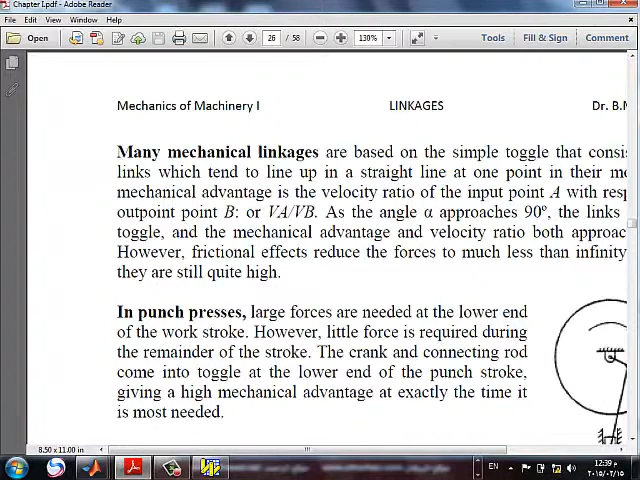 Chapter I.pdf - Adobe Reader
File Edit View Window Help
Open 26 / 58 130% Tools Fill & Sign Comment
Mechanics of Machinery I LINKAGES Dr. B.
Many mechanical linkages are based on the simple toggle that consi
links which tend to line up in a straight line at one point in their m
mechanical advantage is the velocity ratio of the input point A with resp
outpoint point B: or VA/VB. As the angle α approaches 90º, the links
toggle, and the mechanical advantage and velocity ratio both approac
However, frictional effects reduce the forces to much less than infinity
they are still quite high.
In punch presses, large forces are needed at the lower end
of the work stroke. However, little force is required during
the remainder of the stroke. The crank and connecting rod
come into toggle at the lower end of the punch stroke,
giving a high mechanical advantage at exactly the time it
is most needed.
8.50 x 11.00 in
EN 12:39 م
٢٠١٥/٠٢/١٥